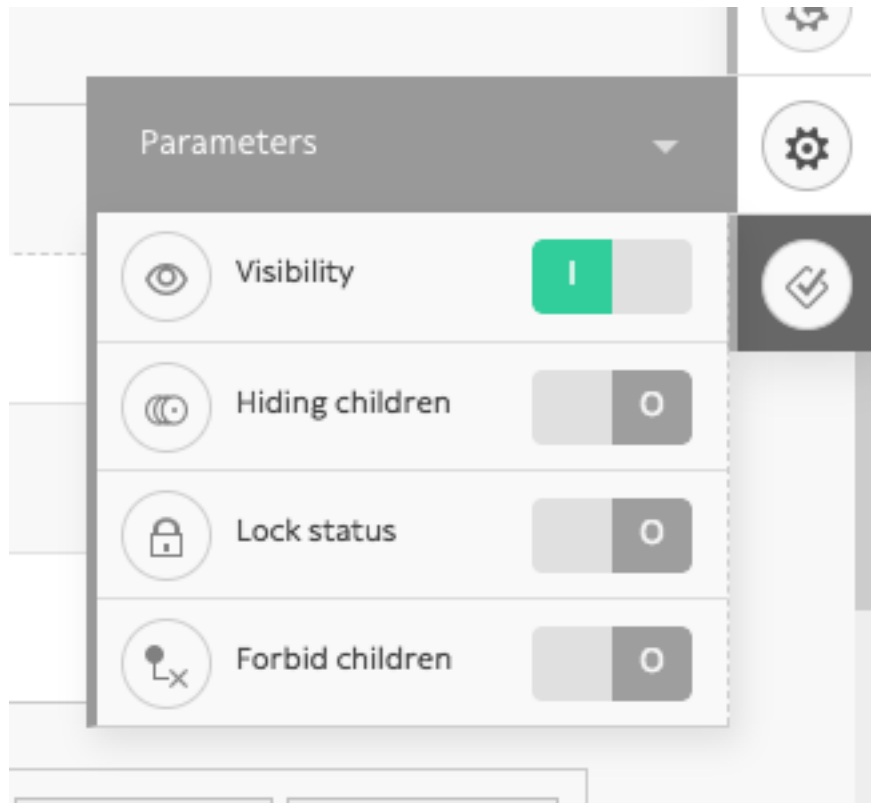 Parameters
Visibility I
Hiding children O
Lock status O
Forbid children O